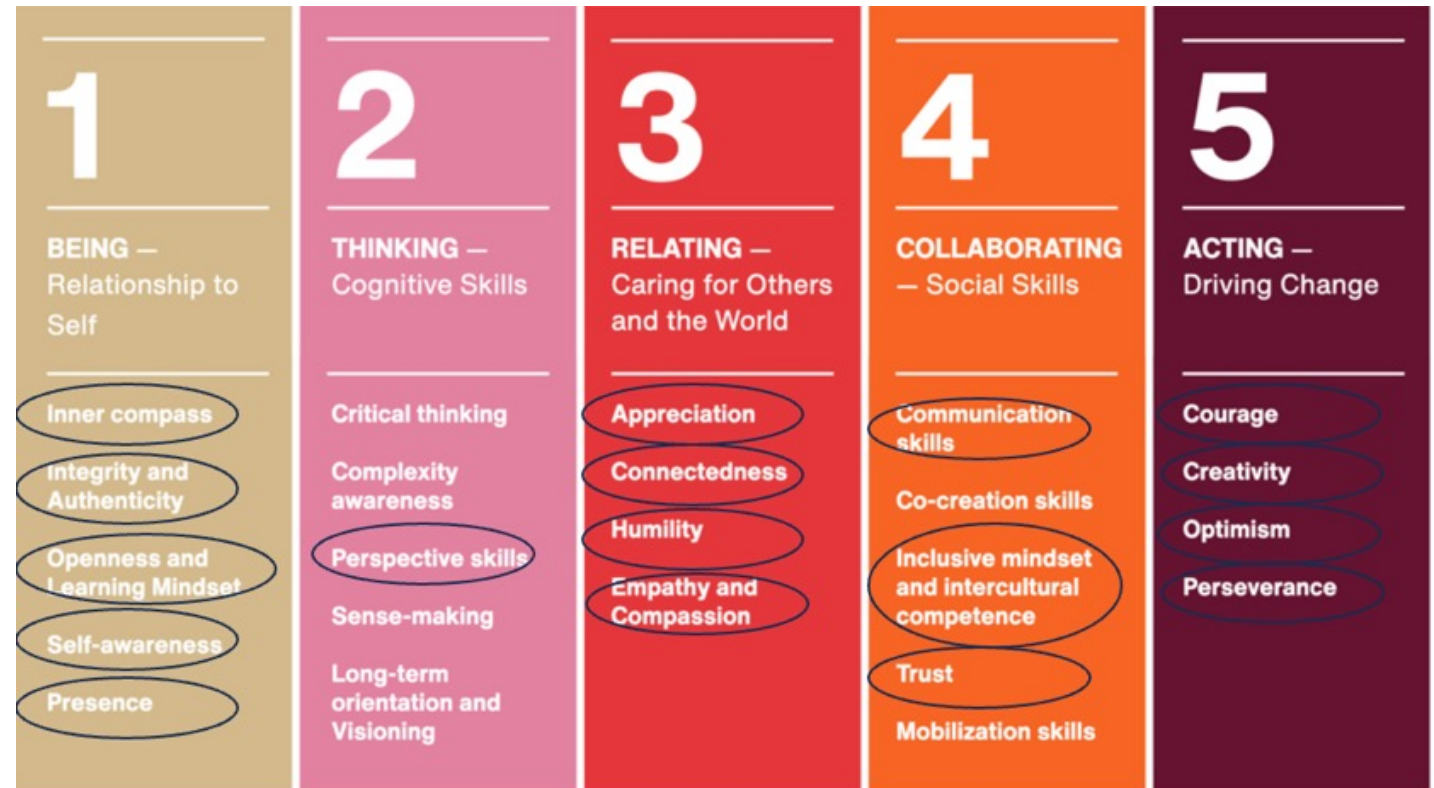 1
BEING —
Relationship to
Self
Inner compass
Integrity and
Authenticity
Openness and
Learning Mindset
Self-awareness
Presence
2
THINKING —
Cognitive Skills
Critical thinking
Complexity
awareness
Perspective skills
Sense-making
Long-term
orientation and
Visioning
3
RELATING —
Caring for Others
and the World
Appreciation
Connectedness
Humility
Empathy and
Compassion
4
COLLABORATING
— Social Skills
Communication
skills
Co-creation skills
Inclusive mindset
and intercultural
competence
Trust
Mobilization skills
5
ACTING —
Driving Change
Courage
Creativity
Optimism
Perseverance